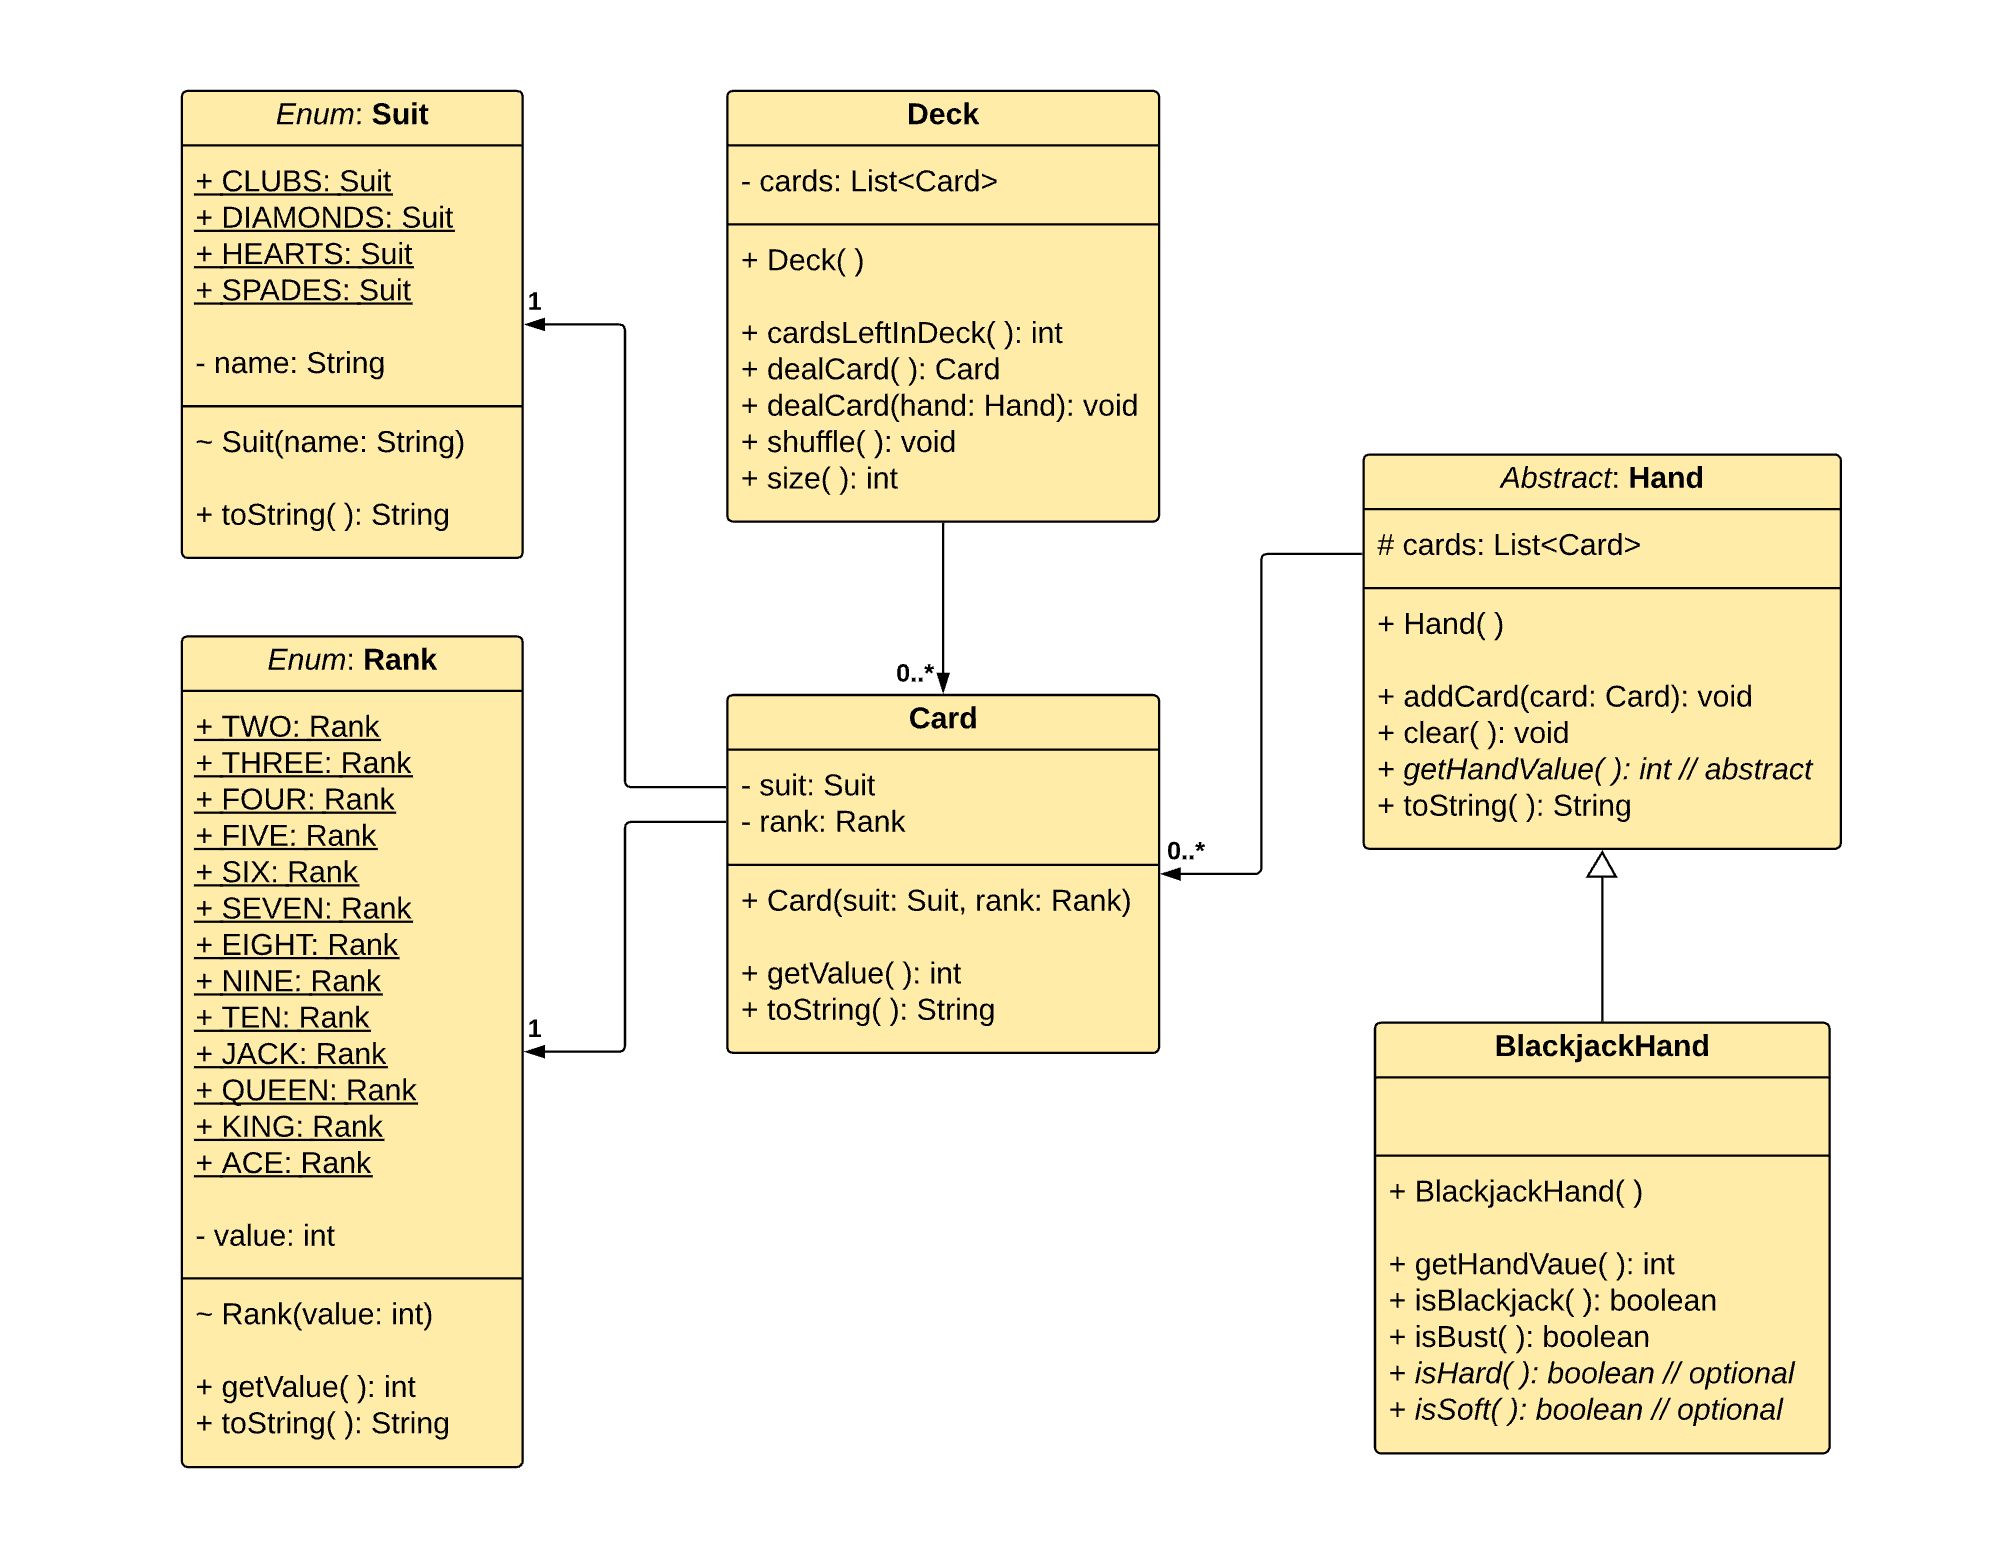 Enum: Suit
+ CLUBS: Suit
+ DIAMONDS: Suit
+ HEARTS: Suit
+ SPADES: Suit
- name: String
~ Suit(name: String)
+ toString( ): String
1
Enum: Rank
+ TWO: Rank
+ THREE: Rank
+ FOUR: Rank
+ FIVE: Rank
+ SIX: Rank
+ SEVEN: Rank
+ EIGHT: Rank
+ NINE: Rank
+ TEN: Rank
+ JACK: Rank
+ QUEEN: Rank
+ KING: Rank
+ ACE: Rank
- value: int
~ Rank(value: int)
+ getValue( ): int
+ toString( ): String
1
Deck
- cards: List<Card>
+ Deck( )
+ cardsLeftInDeck( ): int
+ dealCard( ): Card
+ dealCard(hand: Hand): void
+ shuffle( ): void
+ size( ): int
0..*
Card
- suit: Suit
- rank: Rank
+ Card(suit: Suit, rank: Rank)
+ getValue( ): int
+ toString( ): String
0..*
Abstract: Hand
# cards: List<Card>
+ Hand( )
+ addCard(card: Card): void
+ clear( ): void
+ getHandValue( ): int // abstract
+ toString( ): String
BlackjackHand
+ BlackjackHand( )
+ getHandVaue( ): int
+ isBlackjack( ): boolean
+ isBust( ): boolean
+ isHard( ): boolean // optional
+ isSoft( ): boolean // optional